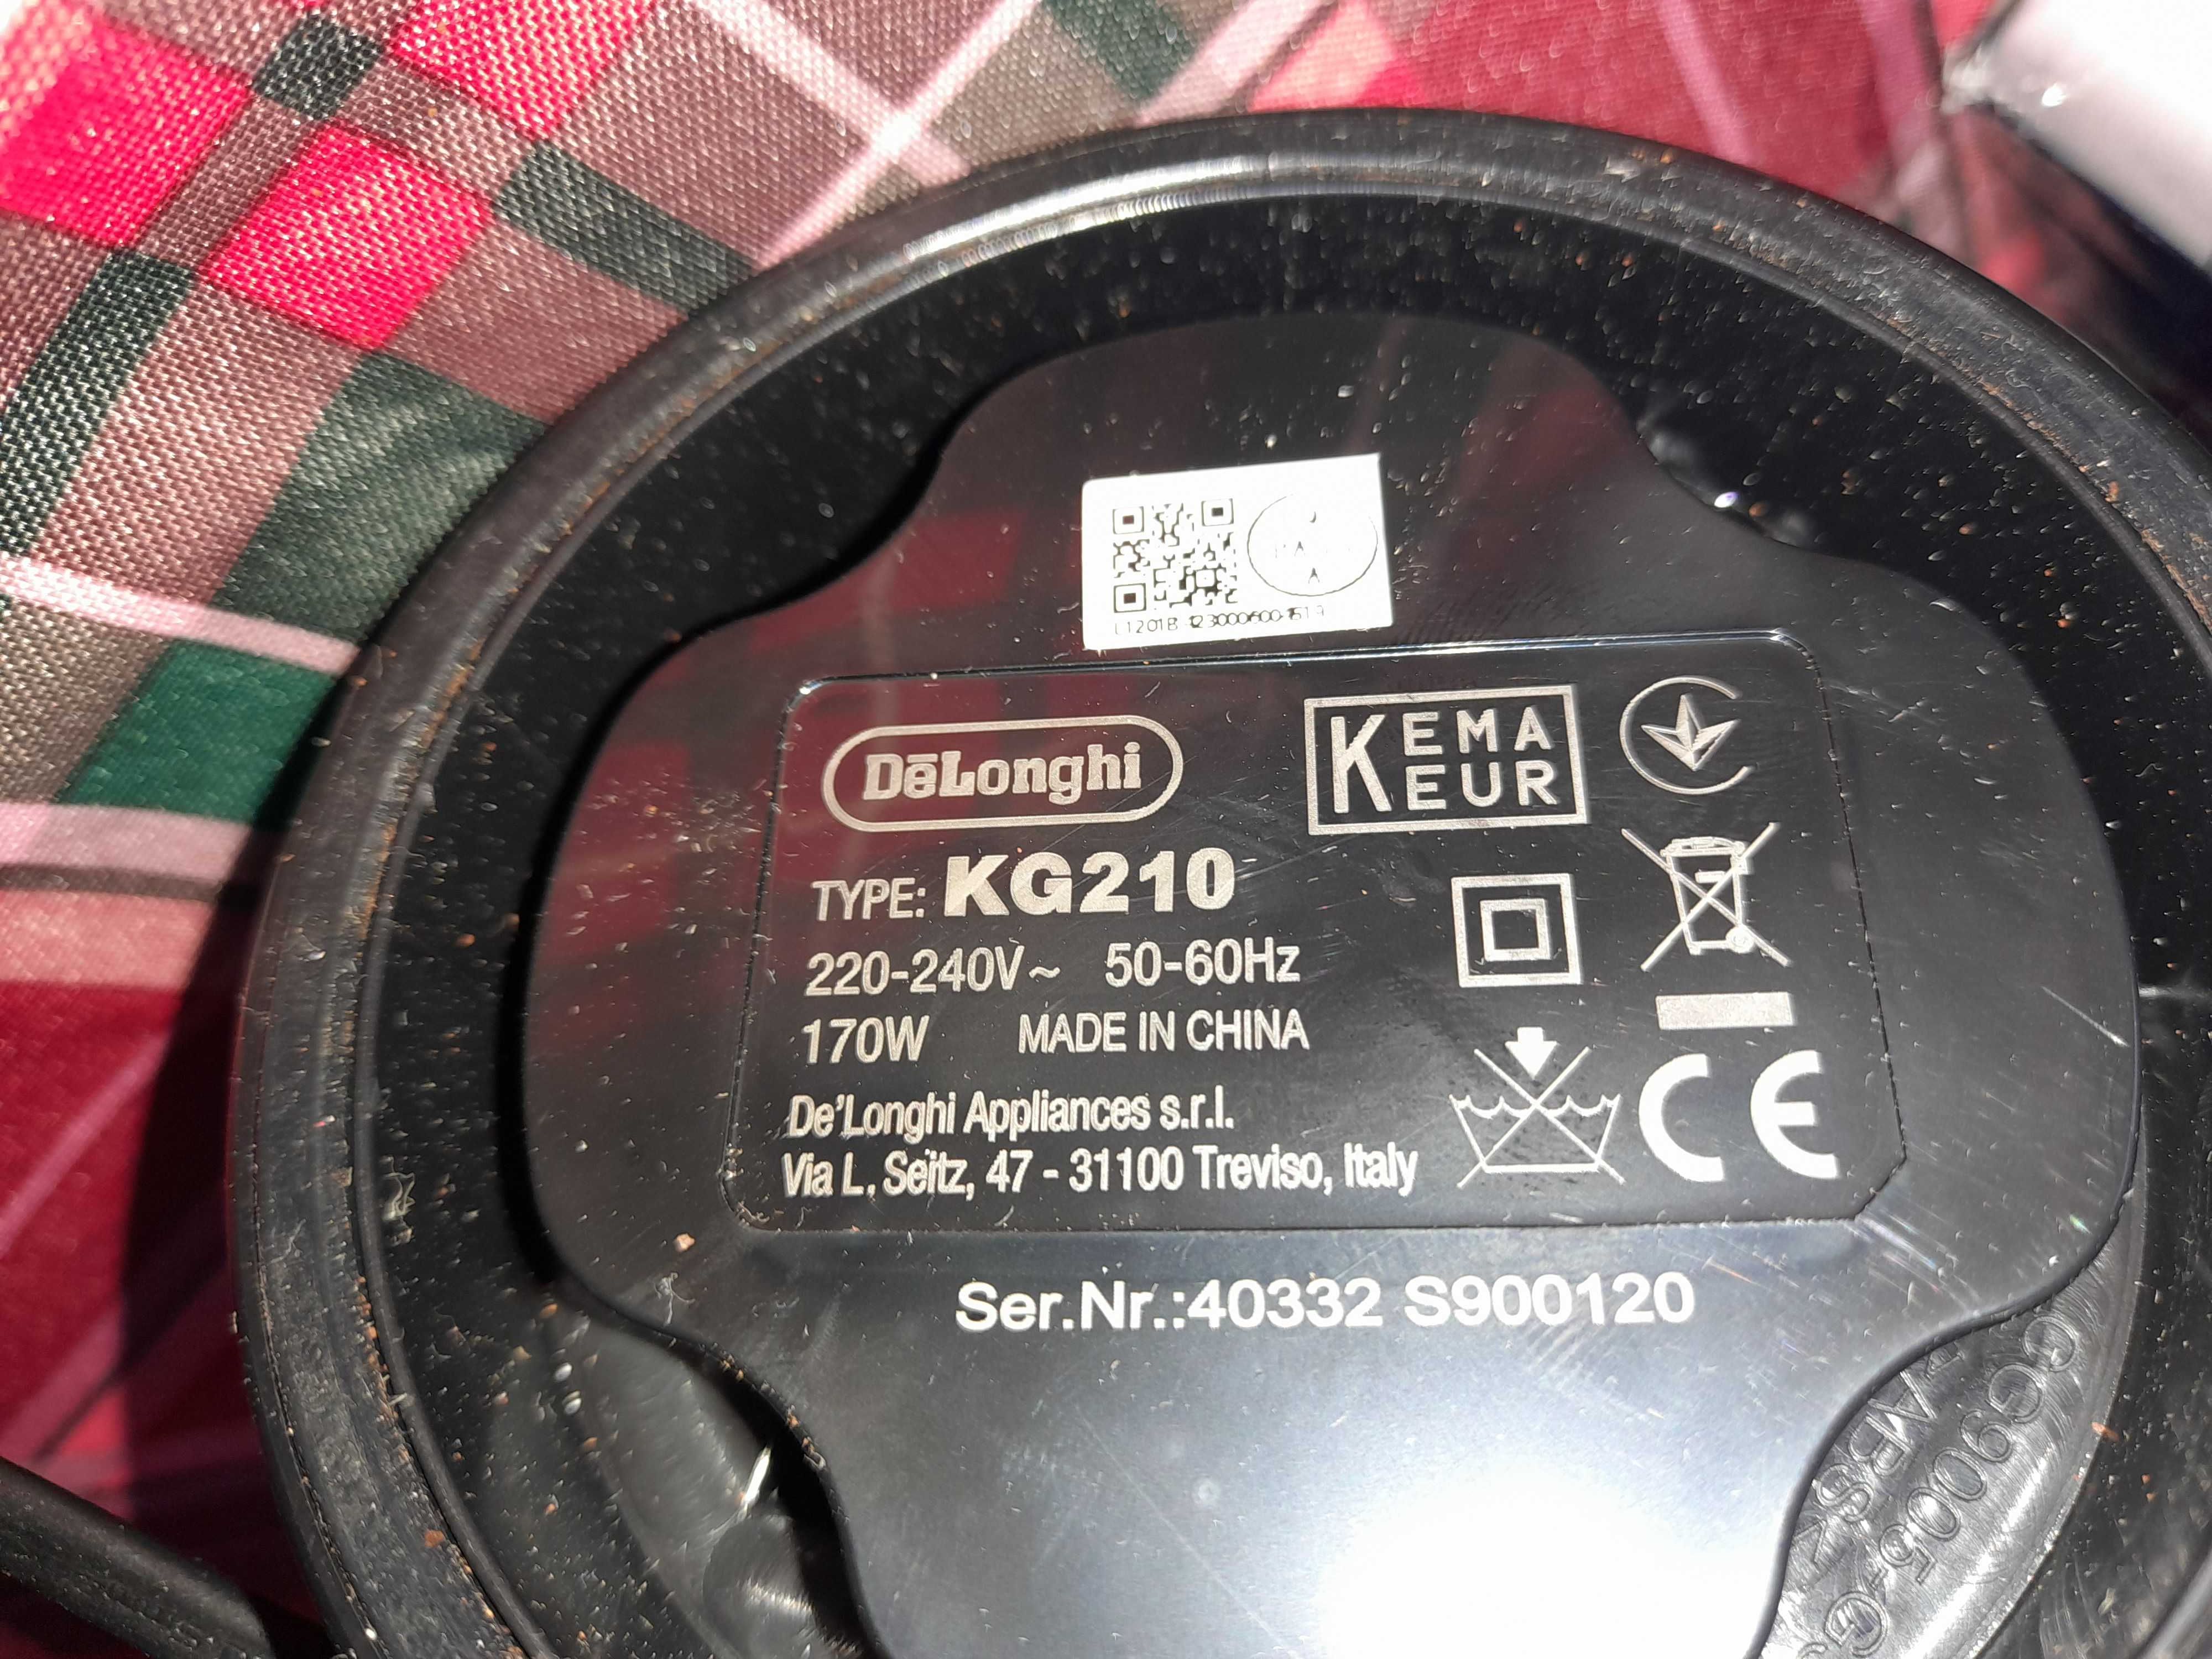 DēLonghi
KEMA
KEUR
TYPE: KG210
220-240V~ 50-60Hz
170W MADE IN CHINA
De'Longhi Appliances s.r.l.
Via L. Seitz, 47 - 31100 Treviso, Italy
CE
Ser.Nr.:40332 S900120